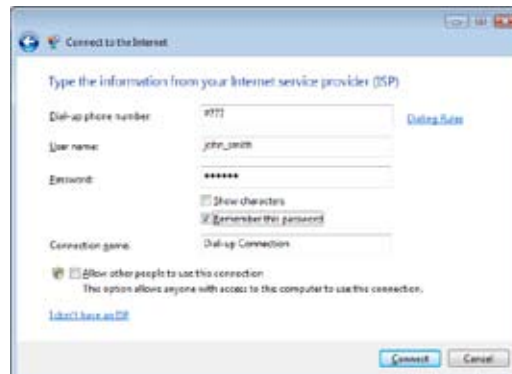 Connect to the Internet
Type the information from your Internet service provider (ISP)
Dial-up phone number: #777 Dialing Rules
User name: john_smith
Password: ••••••
Show characters
Remember this password
Connection name: Dial-up Connection
Allow other people to use this connection
This option allows anyone with access to this computer to use this connection.
I don't have an ISP
Connect Cancel